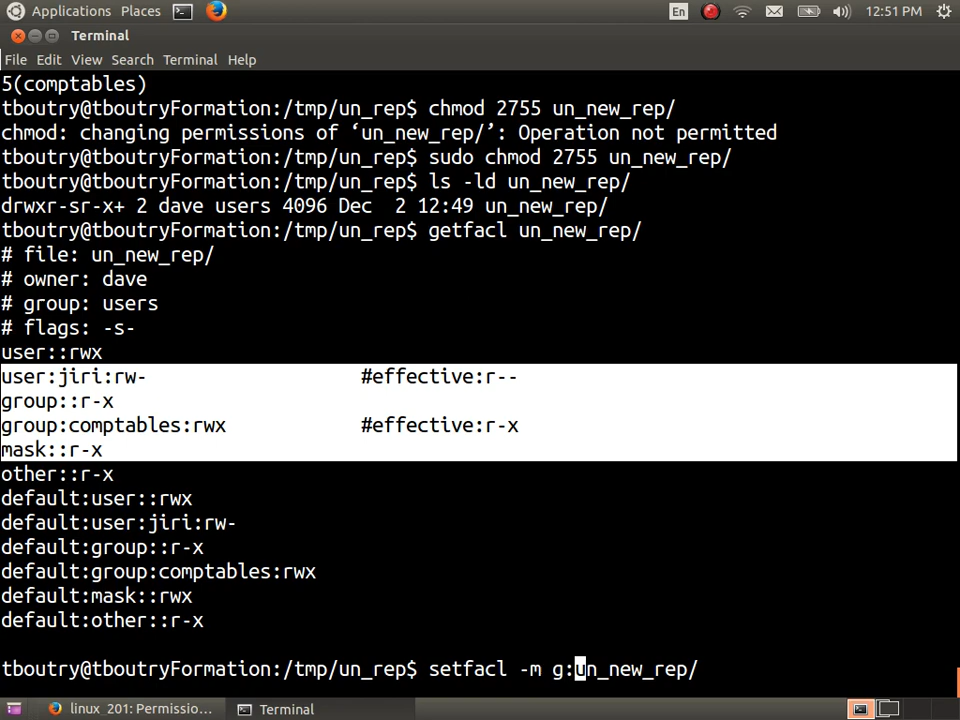 Applications Places En 12:51 PM
Terminal
File Edit View Search Terminal Help
5(comptables)
tboutry@tboutryFormation:/tmp/un_rep$ chmod 2755 un_new_rep/
chmod: changing permissions of ‘un_new_rep/’: Operation not permitted
tboutry@tboutryFormation:/tmp/un_rep$ sudo chmod 2755 un_new_rep/
tboutry@tboutryFormation:/tmp/un_rep$ ls -ld un_new_rep/
drwxr-sr-x+ 2 dave users 4096 Dec  2 12:49 un_new_rep/
tboutry@tboutryFormation:/tmp/un_rep$ getfacl un_new_rep/
# file: un_new_rep/
# owner: dave
# group: users
# flags: -s-
user::rwx
user:jiri:rw- #effective:r--
group::r-x
group:comptables:rwx #effective:r-x
mask::r-x
other::r-x
default:user::rwx
default:user:jiri:rw-
default:group::r-x
default:group:comptables:rwx
default:mask::rwx
default:other::r-x
tboutry@tboutryFormation:/tmp/un_rep$ setfacl -m g:un_new_rep/
linux_201: Permissio... Terminal